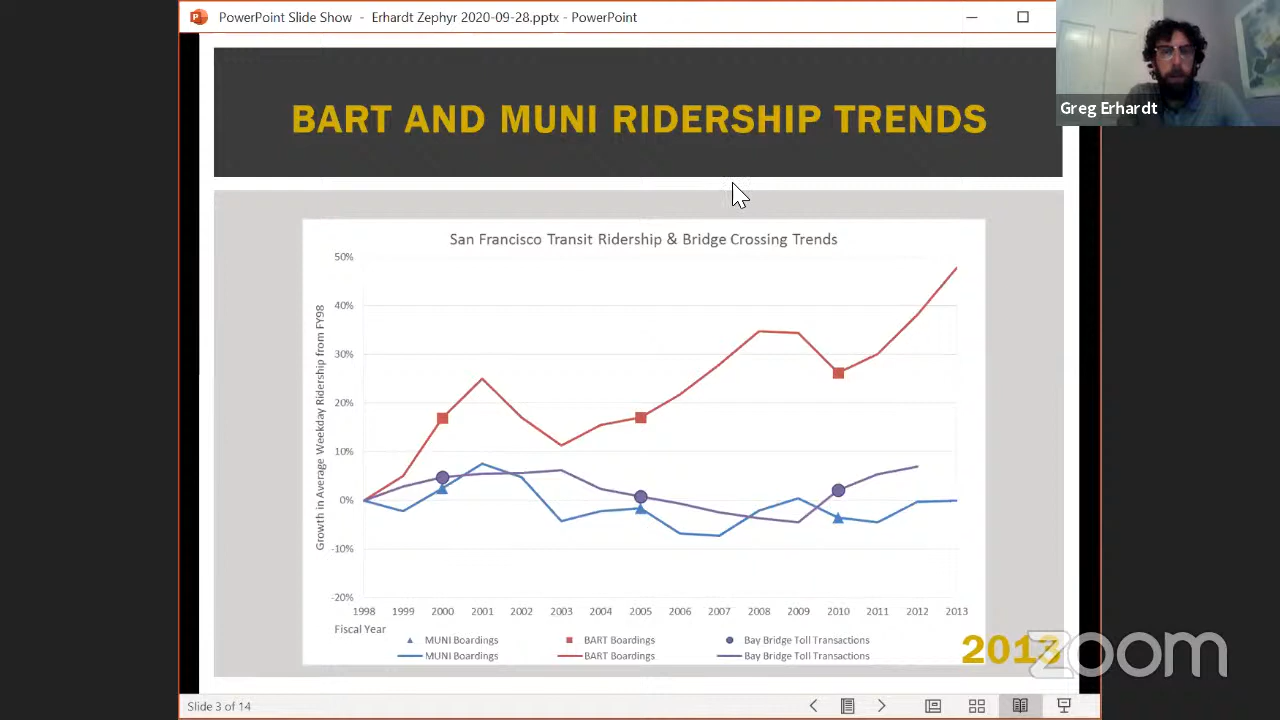 PowerPoint Slide Show - Erhardt Zephyr 2020-09-28.pptx - PowerPoint
Greg Erhardt
BART AND MUNI RIDERSHIP TRENDS
San Francisco Transit Ridership & Bridge Crossing Trends
Growth in Average Weekday Ridership from FY98
50%
40%
30%
20%
10%
0%
-10%
-20%
1998 1999 2000 2001 2002 2003 2004 2005 2006 2007 2008 2009 2010 2011 2012 2013
Fiscal Year
MUNI Boardings BART Boardings Bay Bridge Toll Transactions
MUNI Boardings BART Boardings Bay Bridge Toll Transactions
2013
zoom
Slide 3 of 14